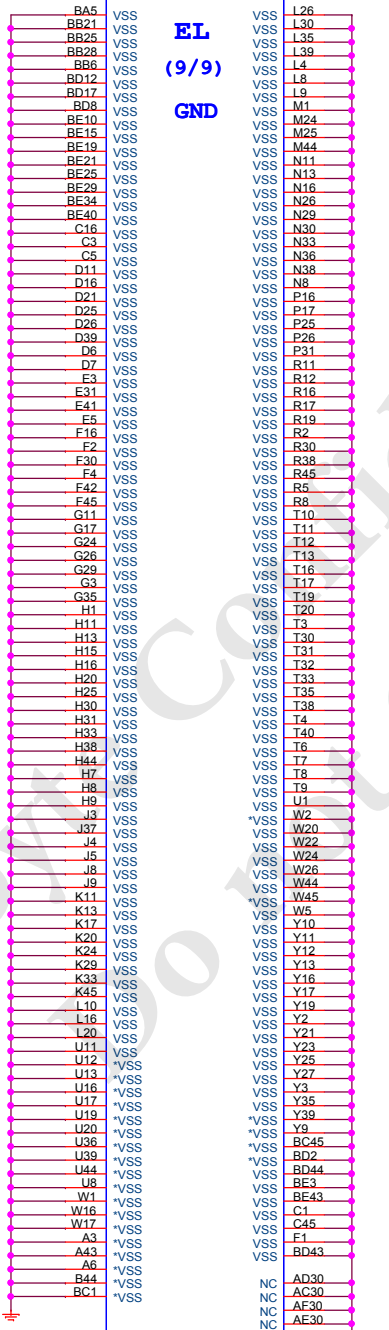 EL
(9/9)
GND
BA5 VSS VSS L26
BB21 VSS VSS L30
BB25 VSS VSS L35
BB28 VSS VSS L39
BB6 VSS VSS L4
BD12 VSS VSS L8
BD17 VSS VSS L9
BD8 VSS VSS M1
BE10 VSS VSS M24
BE15 VSS VSS M25
BE19 VSS VSS M44
BE21 VSS VSS N11
BE25 VSS VSS N13
BE29 VSS VSS N16
BE34 VSS VSS N26
BE40 VSS VSS N29
C16 VSS VSS N30
C3 VSS VSS N33
C5 VSS VSS N36
D11 VSS VSS N38
D16 VSS VSS N8
D21 VSS VSS P16
D25 VSS VSS P17
D26 VSS VSS P25
D39 VSS VSS P26
D6 VSS VSS P31
D7 VSS VSS R11
E3 VSS VSS R12
E31 VSS VSS R16
E41 VSS VSS R17
E5 VSS VSS R19
F16 VSS VSS R2
F2 VSS VSS R30
F30 VSS VSS R38
F4 VSS VSS R45
F42 VSS VSS R5
F45 VSS VSS R8
G11 VSS VSS T10
G17 VSS VSS T11
G24 VSS VSS T12
G26 VSS VSS T13
G29 VSS VSS T16
G3 VSS VSS T17
G35 VSS VSS T19
H1 VSS VSS T20
H11 VSS VSS T3
H13 VSS VSS T30
H15 VSS VSS T31
H16 VSS VSS T32
H20 VSS VSS T33
H25 VSS VSS T35
H30 VSS VSS T38
H31 VSS VSS T4
H33 VSS VSS T40
H38 VSS VSS T6
H44 VSS VSS T7
H7 VSS VSS T8
H8 VSS VSS T9
H9 VSS VSS U1
J3 VSS *VSS W2
J37 VSS VSS W20
J4 VSS VSS W22
J5 VSS VSS W24
J8 VSS VSS W26
J9 VSS VSS W44
K11 VSS *VSS W45
K13 VSS VSS W5
K17 VSS VSS Y10
K20 VSS VSS Y11
K24 VSS VSS Y12
K29 VSS VSS Y13
K33 VSS VSS Y16
K45 VSS VSS Y17
L10 VSS VSS Y19
L16 VSS VSS Y2
L20 VSS VSS Y21
U11 VSS VSS Y23
U12 *VSS VSS Y25
U13 *VSS VSS Y27
U16 *VSS VSS Y3
U17 *VSS VSS Y35
U19 *VSS *VSS Y39
U20 *VSS *VSS Y9
U36 *VSS *VSS BC45
U39 *VSS *VSS BD2
U44 *VSS VSS BD44
U8 *VSS VSS BE3
W1 *VSS VSS BE43
W16 *VSS VSS C1
W17 *VSS VSS C45
A3 *VSS VSS F1
A43 *VSS VSS BD43
A6 *VSS
B44 *VSS NC AD30
BC1 *VSS NC AC30
NC AF30
NC AE30